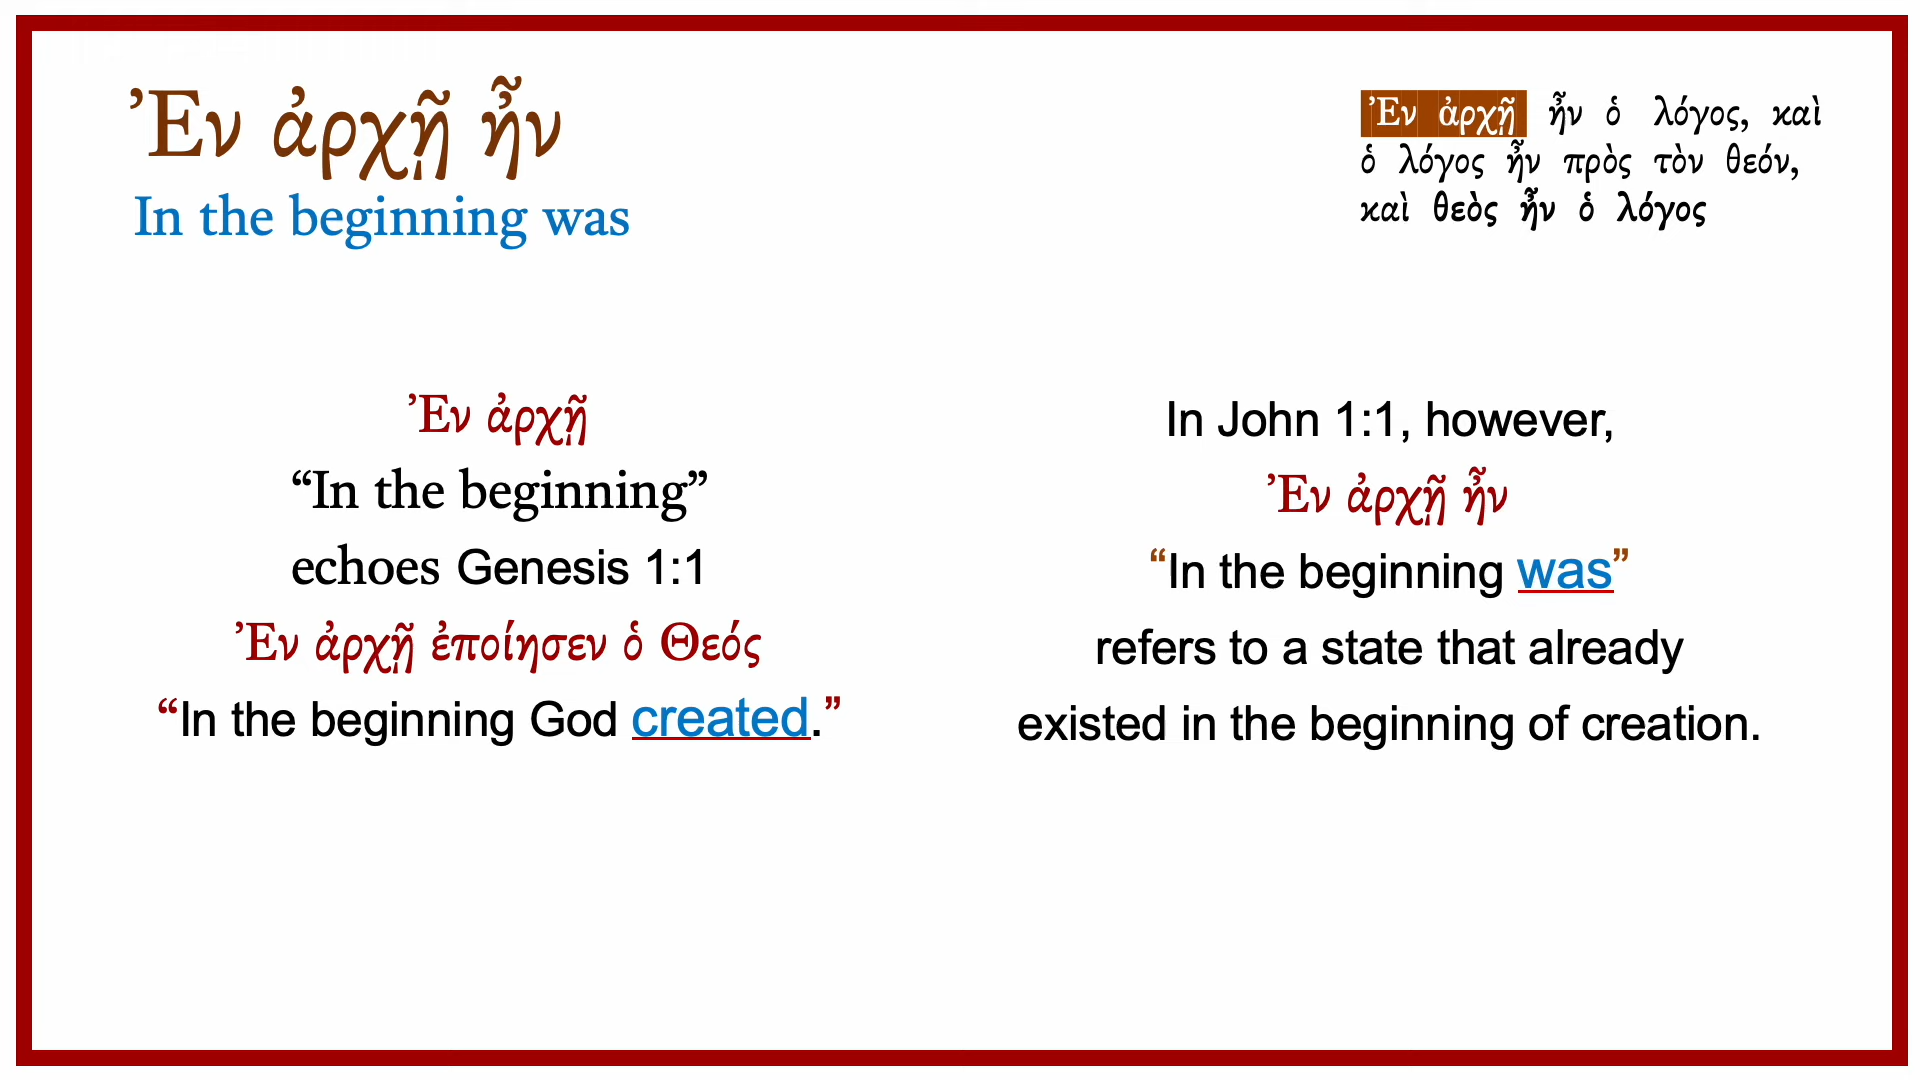 Ἐν ἀρχῇ ἦν
In the beginning was
Ἐν ἀρχῇ ἦν ὁ λόγος, καὶ
ὁ λόγος ἦν πρὸς τὸν θεόν,
καὶ θεὸς ἦν ὁ λόγος
Ἐν ἀρχῇ
“In the beginning”
echoes Genesis 1:1
Ἐν ἀρχῇ ἐποίησεν ὁ Θεός
“In the beginning God created.”
In John 1:1, however,
Ἐν ἀρχῇ ἦν
“In the beginning was”
refers to a state that already
existed in the beginning of creation.